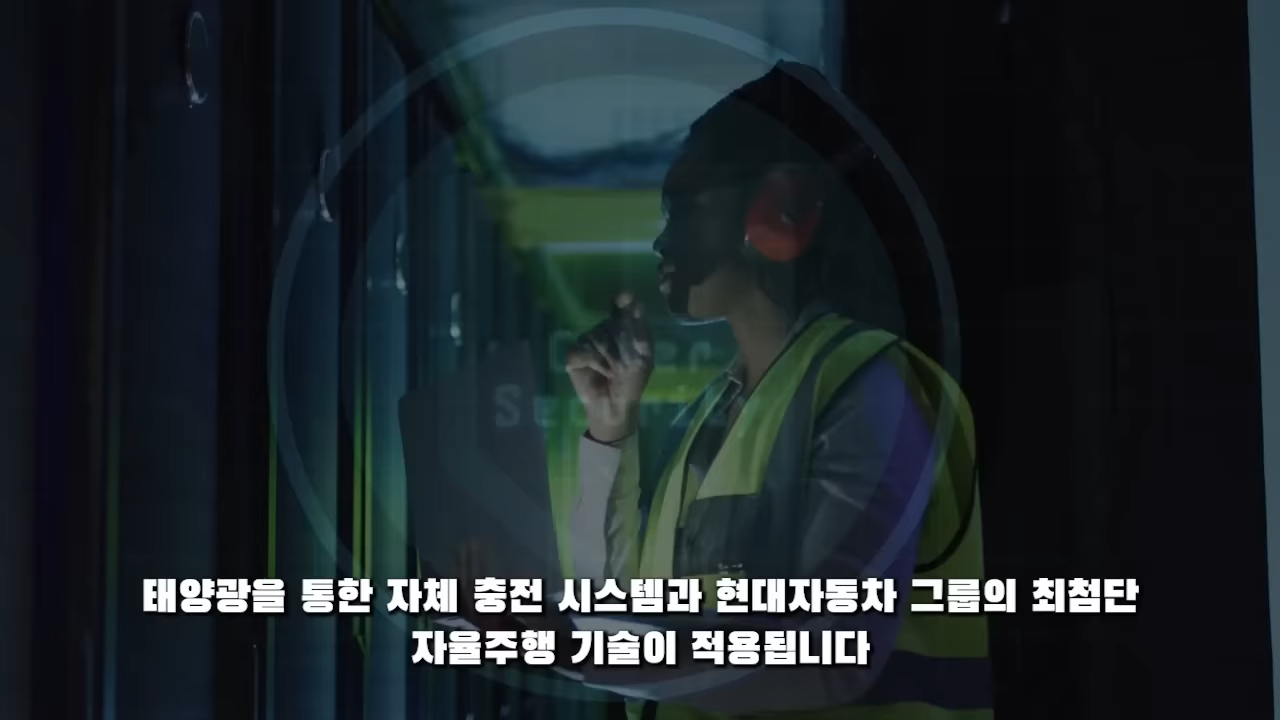 태양광을 통한 자체 충전 시스템과 현대자동차 그룹의 최첨단
자율주행 기술이 적용됩니다